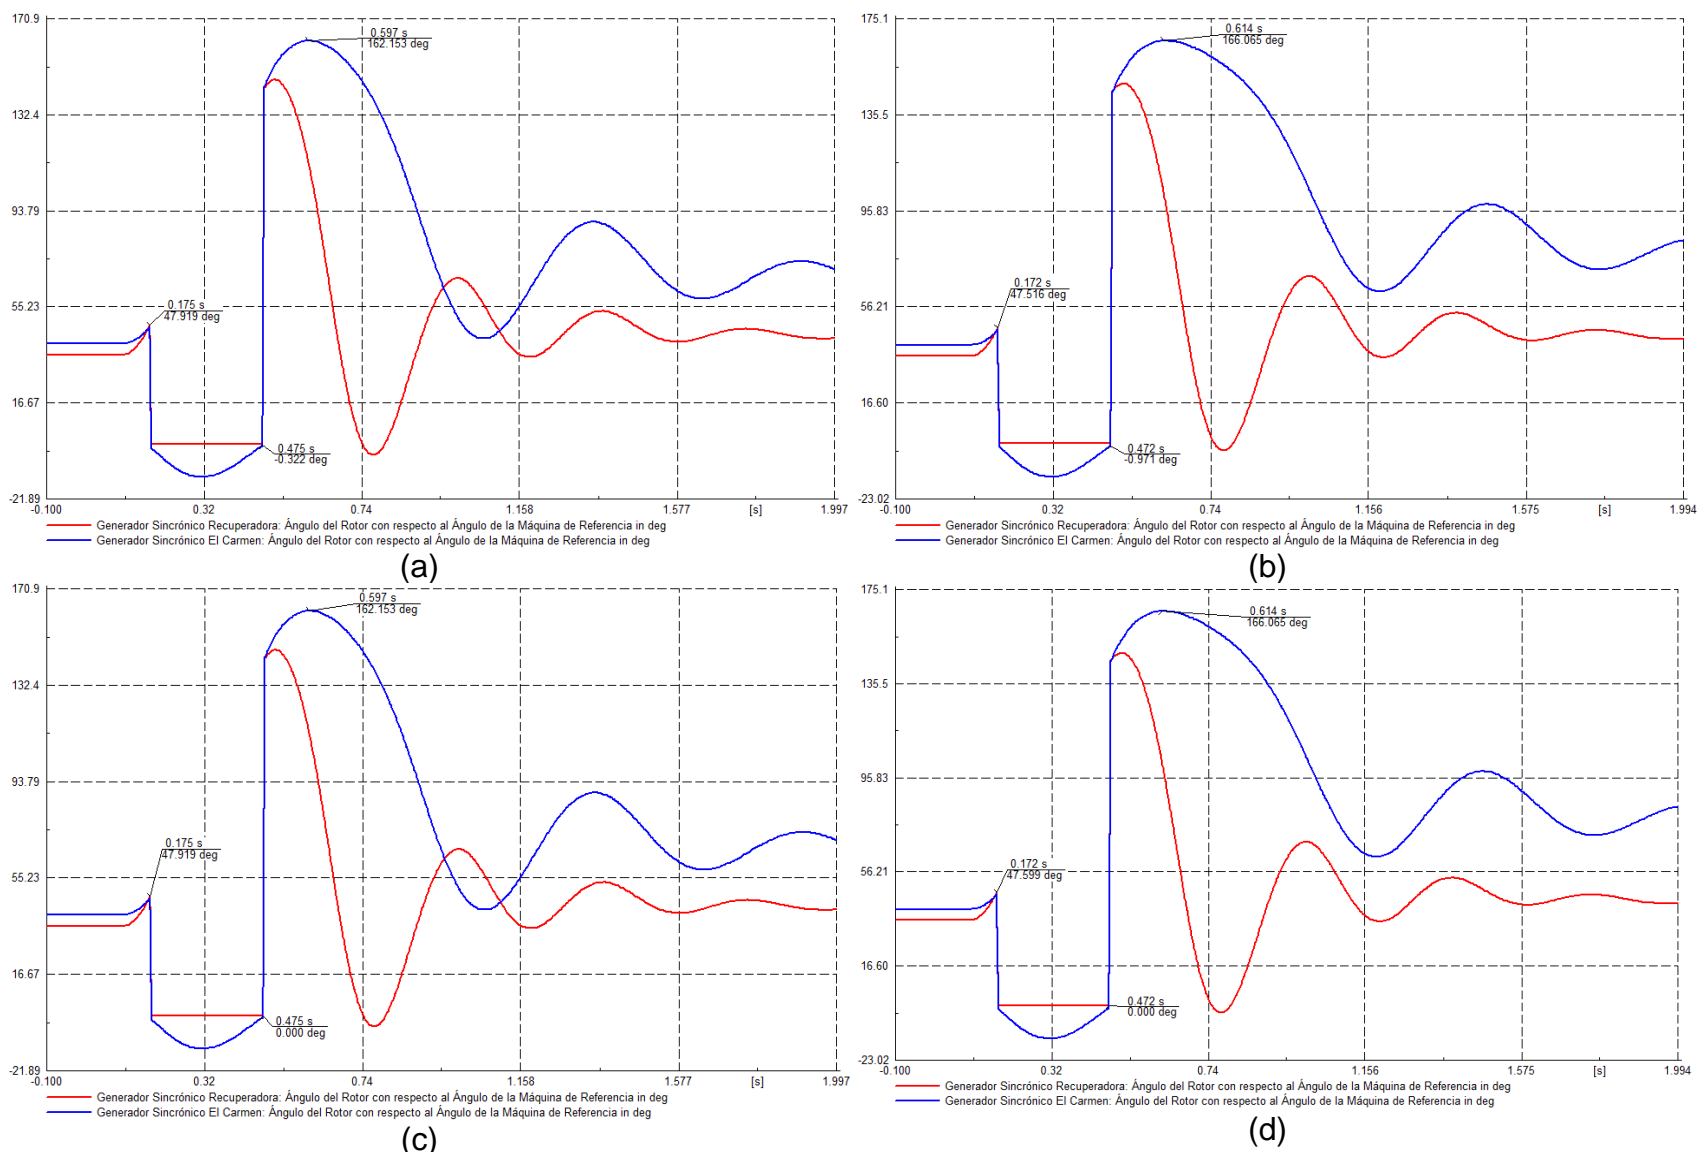 170.9
132.4
93.79
55.23
16.67
-21.89
-0.100
0.32
0.74
1.158
1.577
[s]
1.997
0.597 s
162.153 deg
0.175 s
47.919 deg
0.475 s
-0.322 deg
Generador Sincrónico Recuperadora: Ángulo del Rotor con respecto al Ángulo de la Máquina de Referencia in deg
Generador Sincrónico El Carmen: Ángulo del Rotor con respecto al Ángulo de la Máquina de Referencia in deg
(a)
175.1
135.5
95.83
56.21
16.60
-23.02
-0.100
0.32
0.74
1.156
1.575
[s]
1.994
0.614 s
166.065 deg
0.172 s
47.516 deg
0.472 s
-0.971 deg
Generador Sincrónico Recuperadora: Ángulo del Rotor con respecto al Ángulo de la Máquina de Referencia in deg
Generador Sincrónico El Carmen: Ángulo del Rotor con respecto al Ángulo de la Máquina de Referencia in deg
(b)
170.9
132.4
93.79
55.23
16.67
-21.89
-0.100
0.32
0.74
1.158
1.577
[s]
1.997
0.597 s
162.153 deg
0.175 s
47.919 deg
0.475 s
0.000 deg
Generador Sincrónico Recuperadora: Ángulo del Rotor con respecto al Ángulo de la Máquina de Referencia in deg
Generador Sincrónico El Carmen: Ángulo del Rotor con respecto al Ángulo de la Máquina de Referencia in deg
(c)
175.1
135.5
95.83
56.21
16.60
-23.02
-0.100
0.32
0.74
1.156
1.575
[s]
1.994
0.614 s
166.065 deg
0.172 s
47.599 deg
0.472 s
0.000 deg
Generador Sincrónico Recuperadora: Ángulo del Rotor con respecto al Ángulo de la Máquina de Referencia in deg
Generador Sincrónico El Carmen: Ángulo del Rotor con respecto al Ángulo de la Máquina de Referencia in deg
(d)